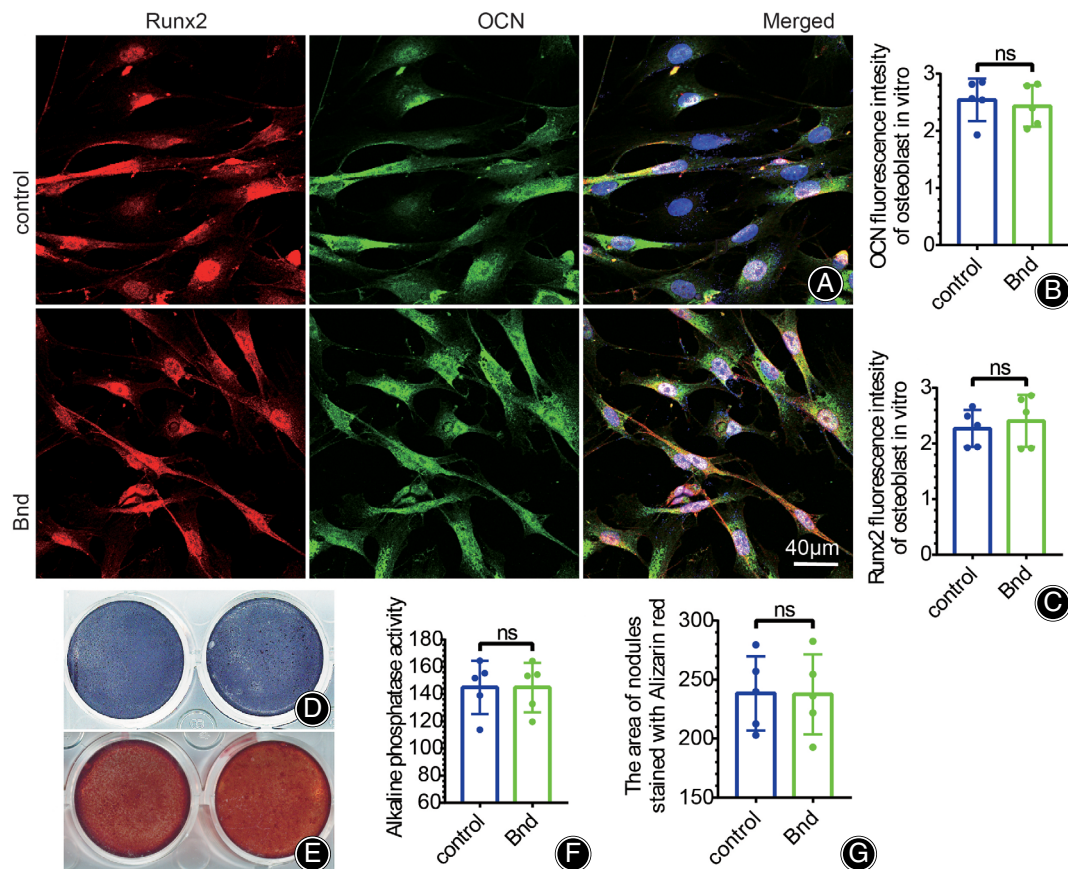 Runx2 OCN Merged
control
Bnd
A
40μm
OCN fluorescence intesity
of osteoblast in vitro
3
2
1
0
ns
control Bnd
B
Runx2 fluorescence intesity
of osteoblast in vitro
3
2
1
0
ns
control Bnd
C
D
E
Alkaline phosphatase activity
180
160
140
120
100
80
60
ns
control Bnd
F
The area of nodules
stained with Alizarin red
300
250
200
150
ns
control Bnd
G